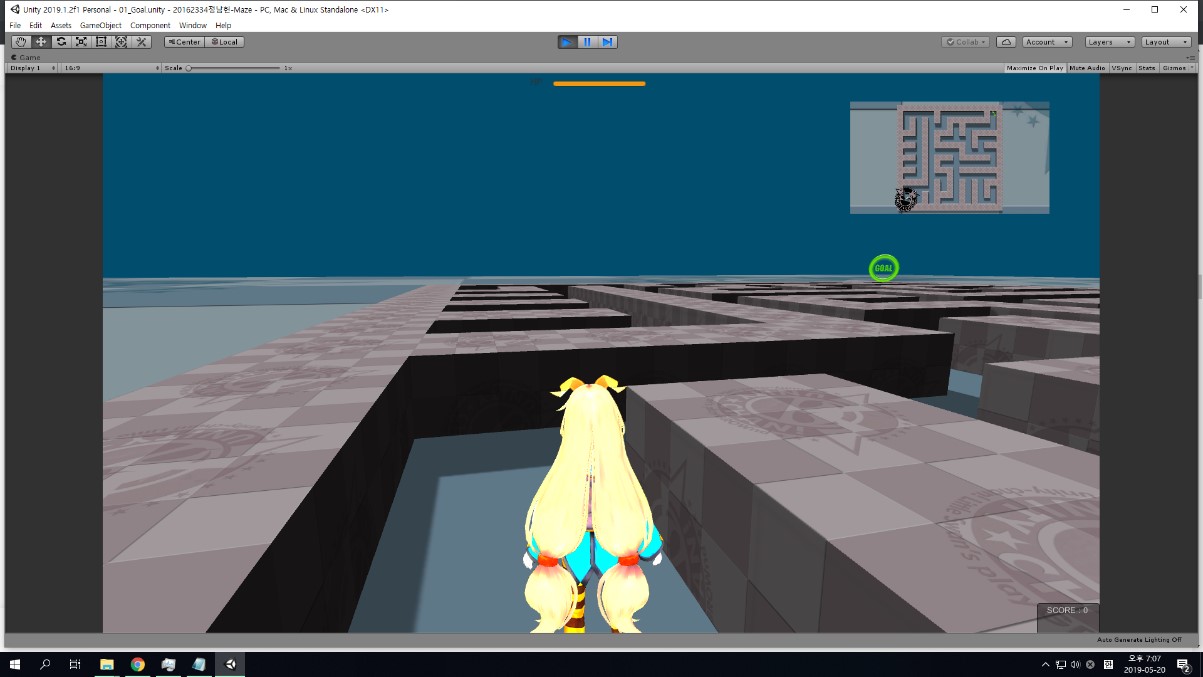 Unity 2019.1.2f1 Personal - 01_Goal.unity - 20162334정남힌-Maze - PC, Mac & Linux Standalone <DX11>
File Edit Assets GameObject Component Window Help
Center Local Collab Account Layers Layout
Game
Display 1 16:9 Scale 1x Maximize On Play Mute Audio VSync Stats Gizmos
GOAL
SCORE : 0
Auto Generate Lighting Off
오후 7:07
2019-05-20
2